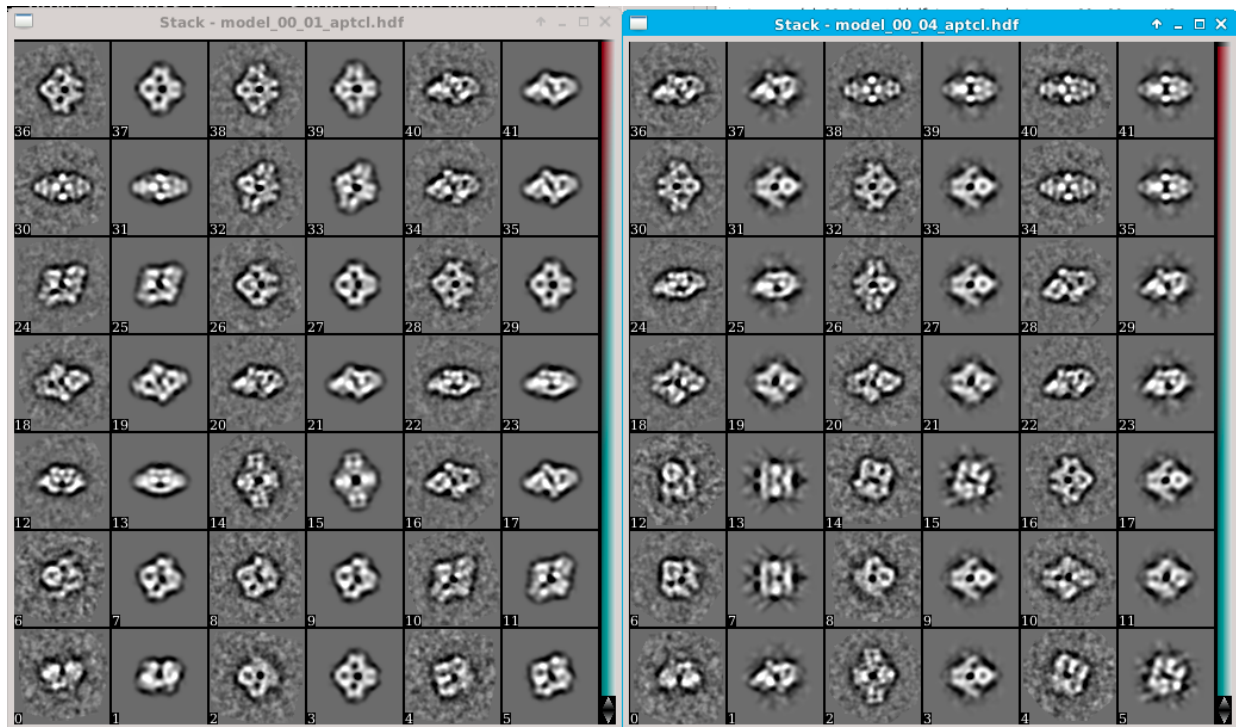 Stack - model_00_01_aptcl.hdf
36 37 38 39 40 41
30 31 32 33 34 35
24 25 26 27 28 29
18 19 20 21 22 23
12 13 14 15 16 17
6 7 8 9 10 11
0 1 2 3 4 5
Stack - model_00_04_aptcl.hdf
36 37 38 39 40 41
30 31 32 33 34 35
24 25 26 27 28 29
18 19 20 21 22 23
12 13 14 15 16 17
6 7 8 9 10 11
0 1 2 3 4 5